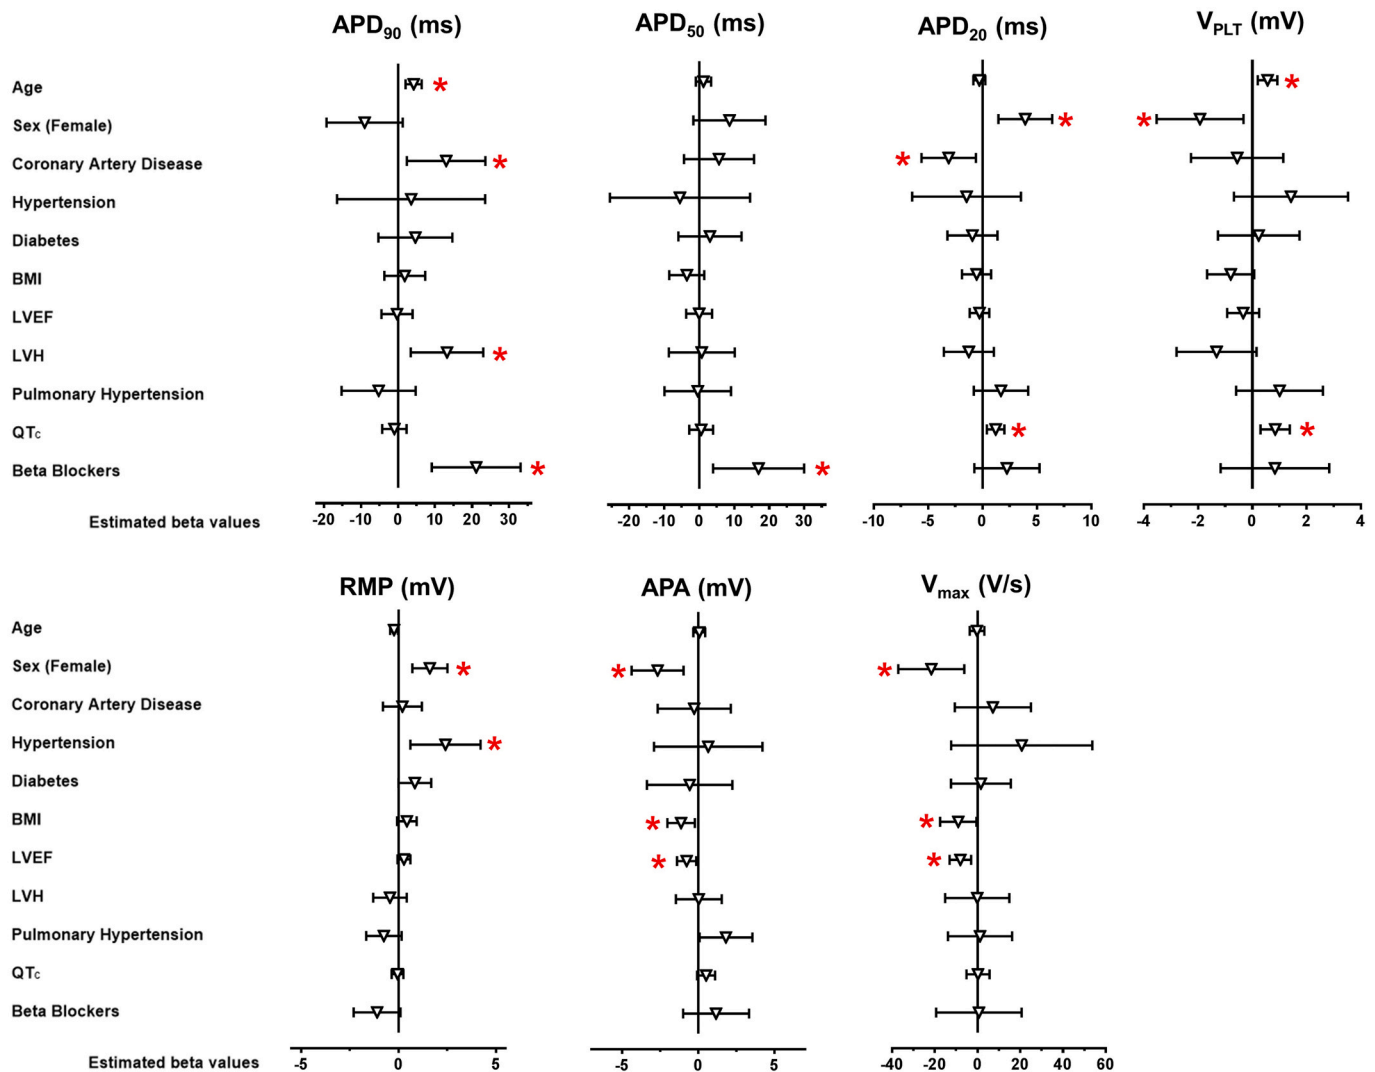 APD90 (ms) APD50 (ms) APD20 (ms) VPLT (mV)
Age * *
Sex (Female) * *
Coronary Artery Disease * *
Hypertension
Diabetes
BMI
LVEF
LVH *
Pulmonary Hypertension
QTc * *
Beta Blockers * *
-20 -10 0 10 20 30 -20 -10 0 10 20 30 -10 -5 0 5 10 -4 -2 0 2 4
Estimated beta values
RMP (mV) APA (mV) Vmax (V/s)
Age
Sex (Female) * * *
Coronary Artery Disease
Hypertension *
Diabetes
BMI * *
LVEF * *
LVH
Pulmonary Hypertension
QTc
Beta Blockers
Estimated beta values -5 0 5 -5 0 5 -40 -20 0 20 40 60